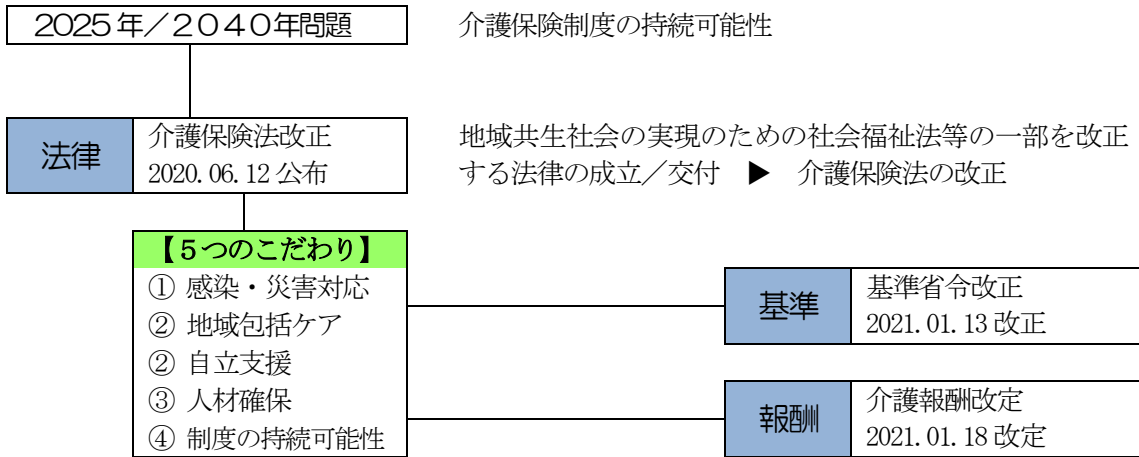 2025年／２０４０年問題
介護保険制度の持続可能性
法律
介護保険法改正
2020.06.12公布
地域共生社会の実現のための社会福祉法等の一部を改正
する法律の成立／交付　▶　介護保険法の改正
【５つのこだわり】
① 感染・災害対応
② 地域包括ケア
② 自立支援
③ 人材確保
④ 制度の持続可能性
基準
基準省令改正
2021.01.13改正
報酬
介護報酬改定
2021.01.18改定